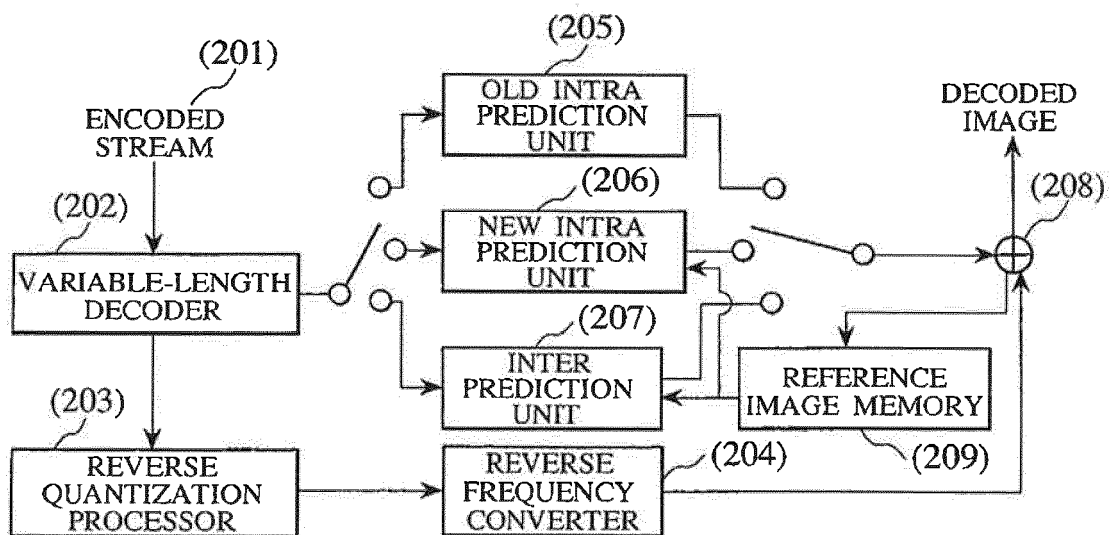 (201)
ENCODED
STREAM
(202)
VARIABLE-LENGTH
DECODER
(203)
REVERSE
QUANTIZATION
PROCESSOR
(205)
OLD INTRA
PREDICTION
UNIT
(206)
NEW INTRA
PREDICTION
UNIT
(207)
INTER
PREDICTION
UNIT
REVERSE
FREQUENCY
CONVERTER
(204)
DECODED
IMAGE
(208)
REFERENCE
IMAGE MEMORY
(209)